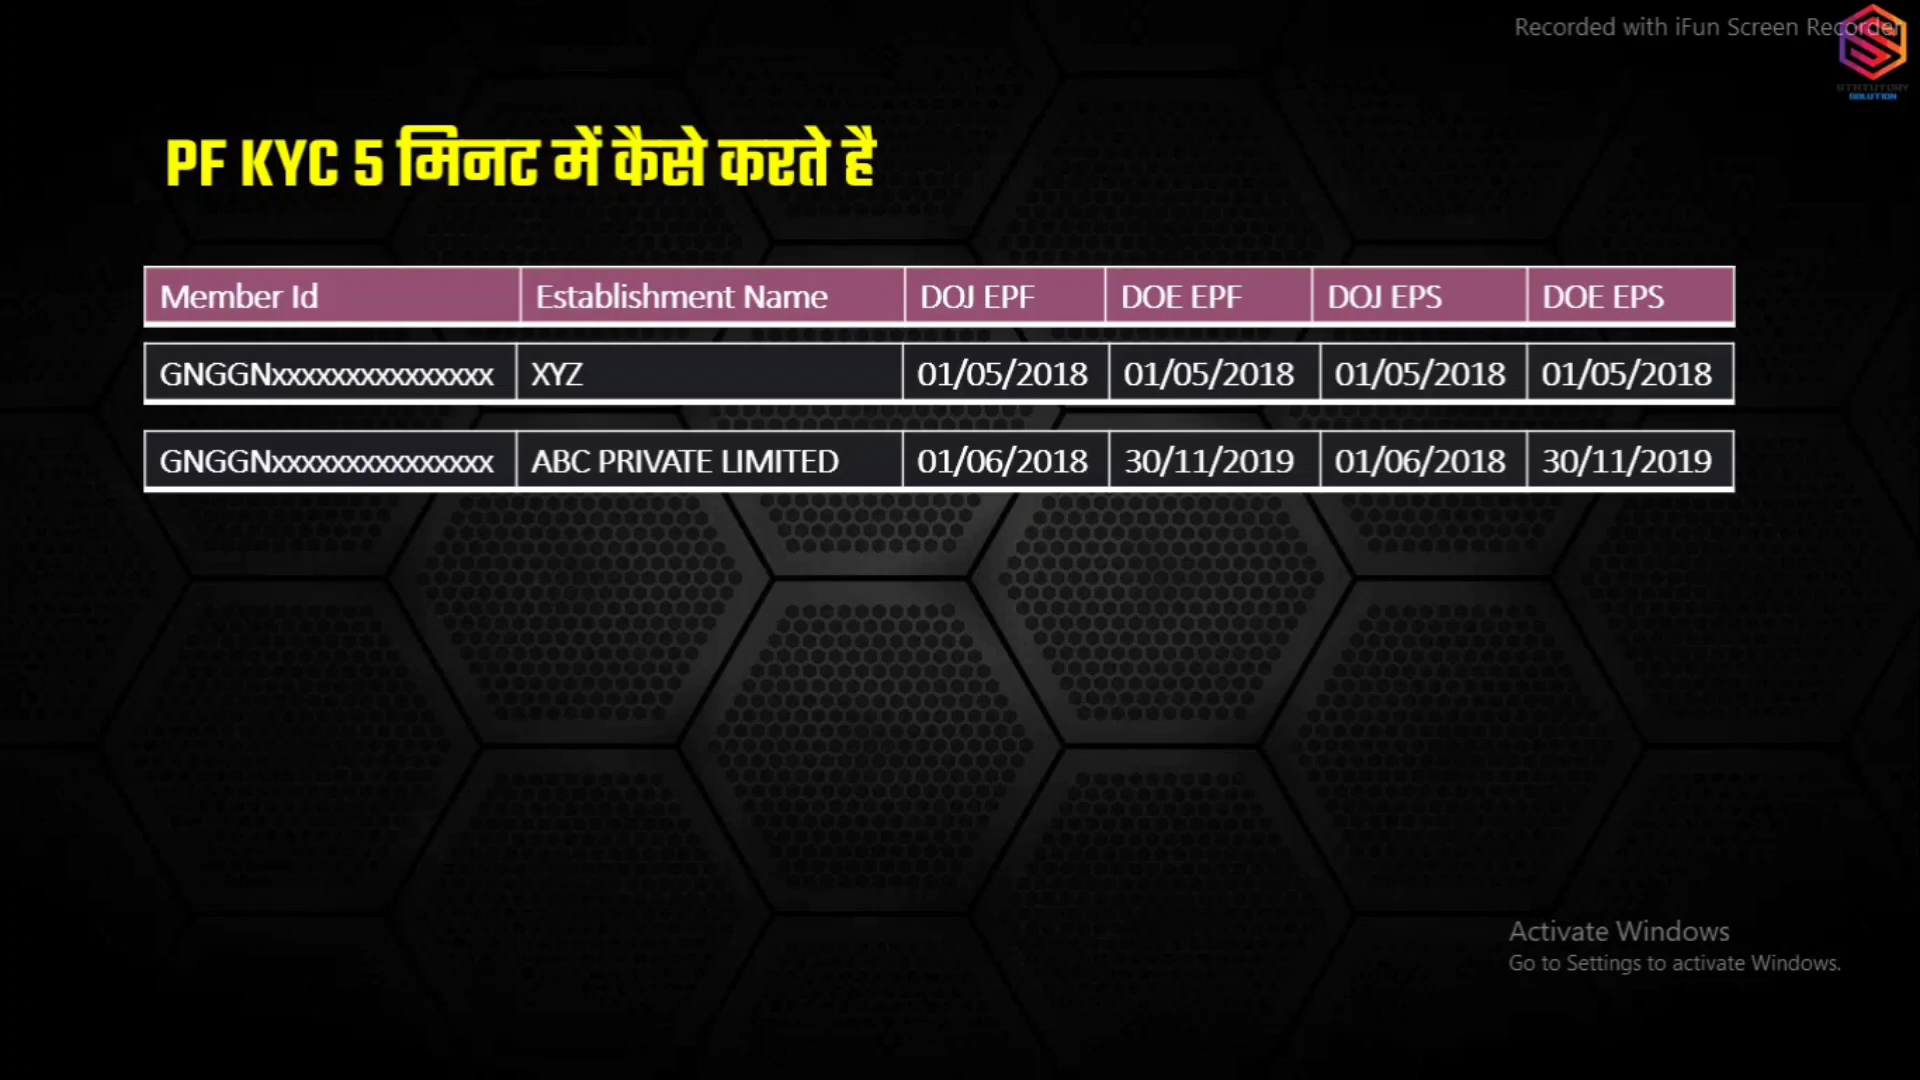 Recorded with iFun Screen Recorder
STATUTORY
SOLUTION
PF KYC 5 मिनट में कैसे करते है
Member Id Establishment Name DOJ EPF DOE EPF DOJ EPS DOE EPS
GNGGNxxxxxxxxxxxxxxx XYZ 01/05/2018 01/05/2018 01/05/2018 01/05/2018
GNGGNxxxxxxxxxxxxxxx ABC PRIVATE LIMITED 01/06/2018 30/11/2019 01/06/2018 30/11/2019
Activate Windows
Go to Settings to activate Windows.